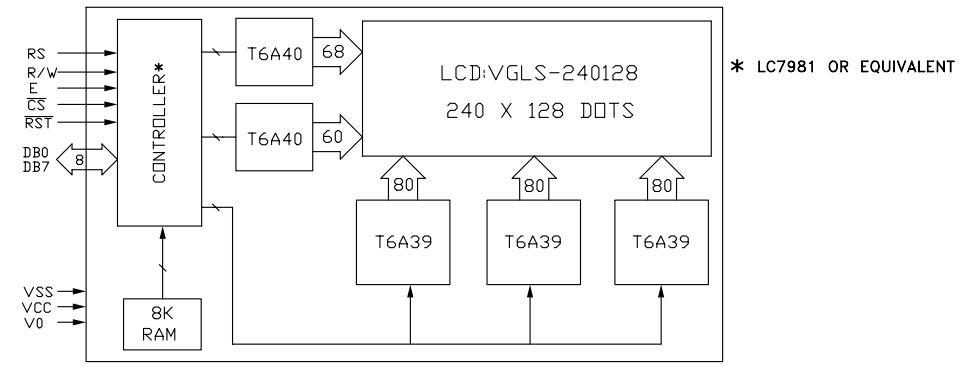 RS
R/W
E
CS
RST
DB0
DB7
8
CONTROLLER*
T6A40
68
T6A40
60
LCD:VGLS-240128
240 X 128 DOTS
* LC7981 OR EQUIVALENT
80
80
80
T6A39
T6A39
T6A39
VSS
VCC
V0
8K
RAM